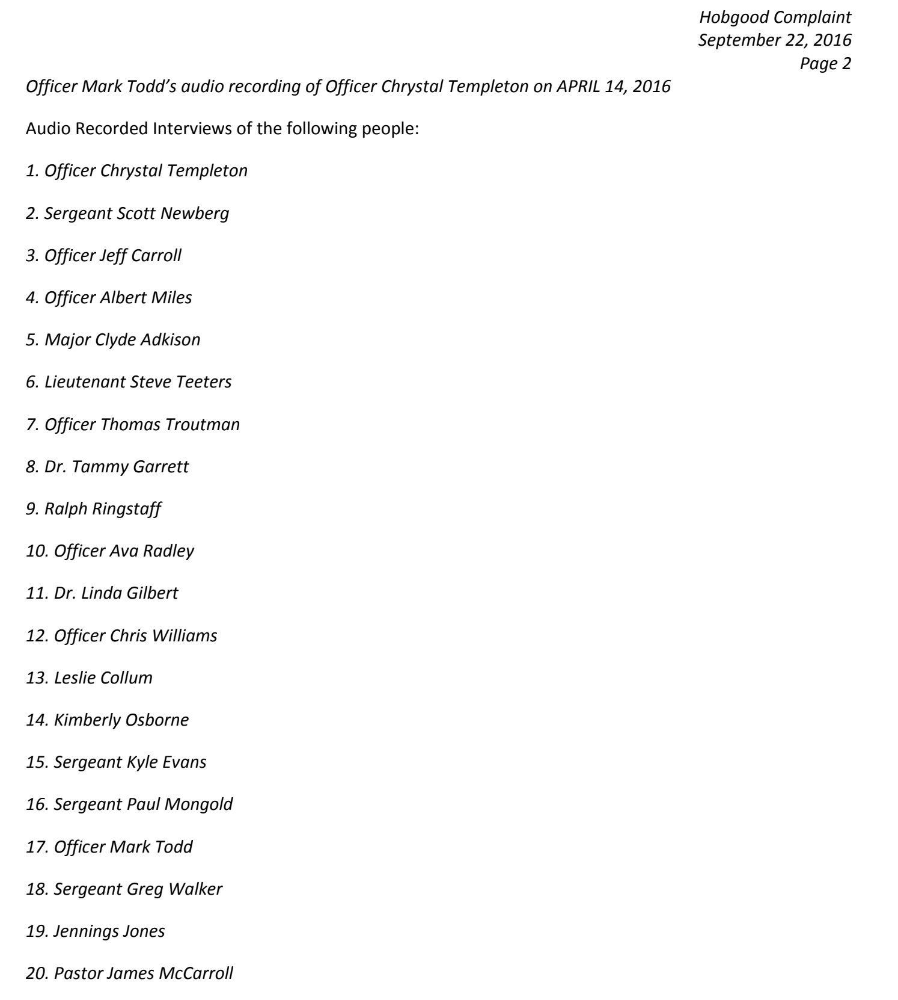 Hobgood Complaint
September 22, 2016
Page 2
Officer Mark Todd’s audio recording of Officer Chrystal Templeton on APRIL 14, 2016
Audio Recorded Interviews of the following people:
1. Officer Chrystal Templeton
2. Sergeant Scott Newberg
3. Officer Jeff Carroll
4. Officer Albert Miles
5. Major Clyde Adkison
6. Lieutenant Steve Teeters
7. Officer Thomas Troutman
8. Dr. Tammy Garrett
9. Ralph Ringstaff
10. Officer Ava Radley
11. Dr. Linda Gilbert
12. Officer Chris Williams
13. Leslie Collum
14. Kimberly Osborne
15. Sergeant Kyle Evans
16. Sergeant Paul Mongold
17. Officer Mark Todd
18. Sergeant Greg Walker
19. Jennings Jones
20. Pastor James McCarroll